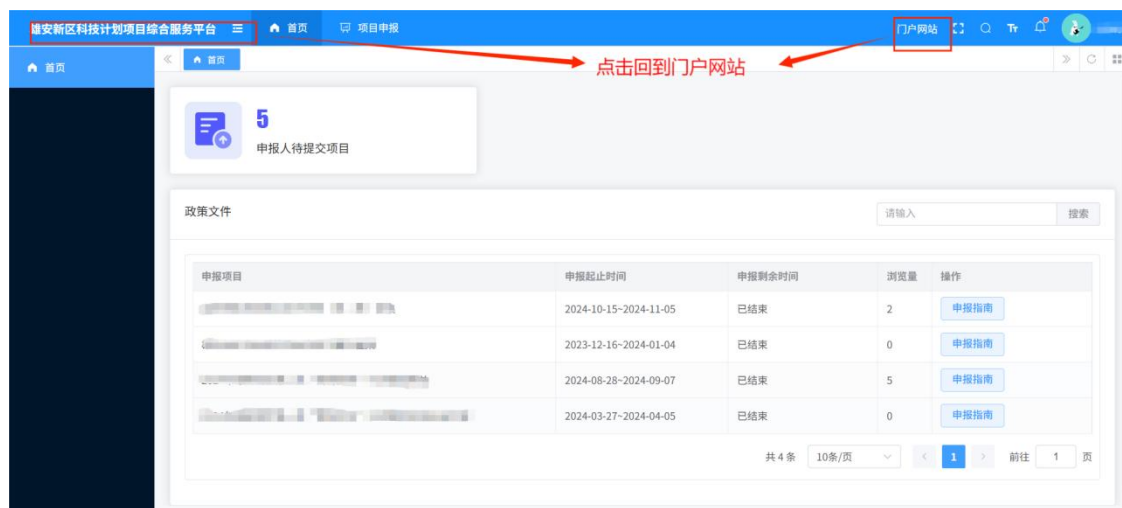 雄安新区科技计划项目综合服务平台 首页 项目申报 门户网站 Tr
首页 首页
点击回到门户网站
5
申报人待提交项目
政策文件 请输入 搜索
申报项目 申报起止时间 申报剩余时间 浏览量 操作
2024-10-15~2024-11-05 已结束 2 申报指南
2023-12-16~2024-01-04 已结束 0 申报指南
2024-08-28~2024-09-07 已结束 5 申报指南
2024-03-27~2024-04-05 已结束 0 申报指南
共 4 条 10条/页 1 前往 1 页